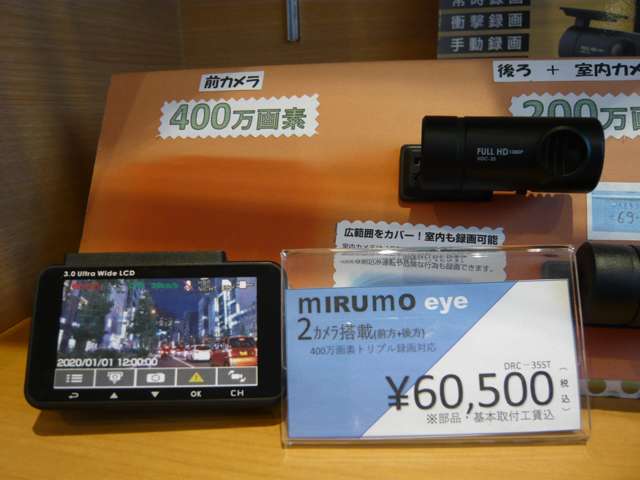 常時録画
衝撃録画
手動録画
前カメラ
400万画素
後ろ + 室内カメ
200万画
FULL HD 1080P
広範囲をカバー!室内も録画可能
3.0 Ultra Wide LCD
2020/01/01 12:00:00
OK
CH
MIRUMO eye
2カメラ搭載(前方+後方)
400万画素トリプル録画対応
DRC-35ST
¥60,500(税込)
※部品・基本取付工賃込